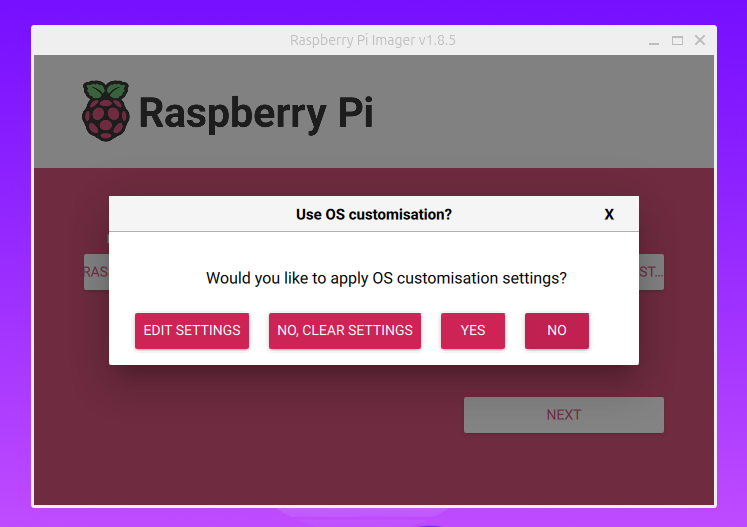 Raspberry Pi Imager v1.8.5
Raspberry Pi
Use OS customisation? X
Would you like to apply OS customisation settings?
RAS ST...
EDIT SETTINGS NO, CLEAR SETTINGS YES NO
NEXT